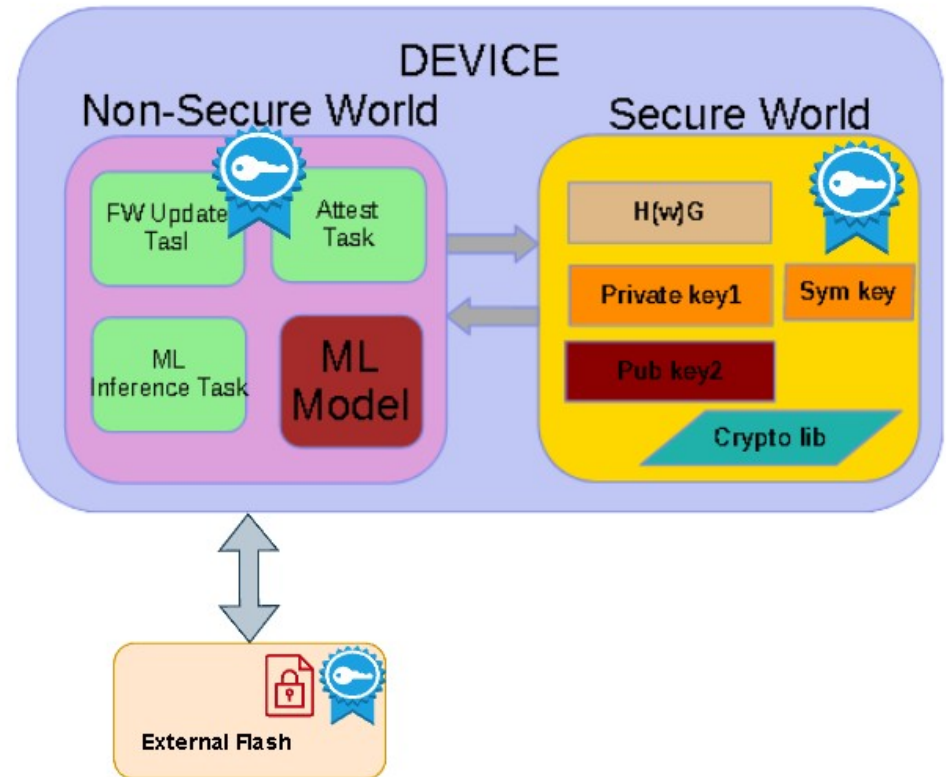 DEVICE
Non-Secure World
Secure World
FW Update
Tasl
Attest
Task
ML
Inference Task
ML
Model
H(w)G
Private key1
Sym key
Pub key2
Crypto lib
External Flash